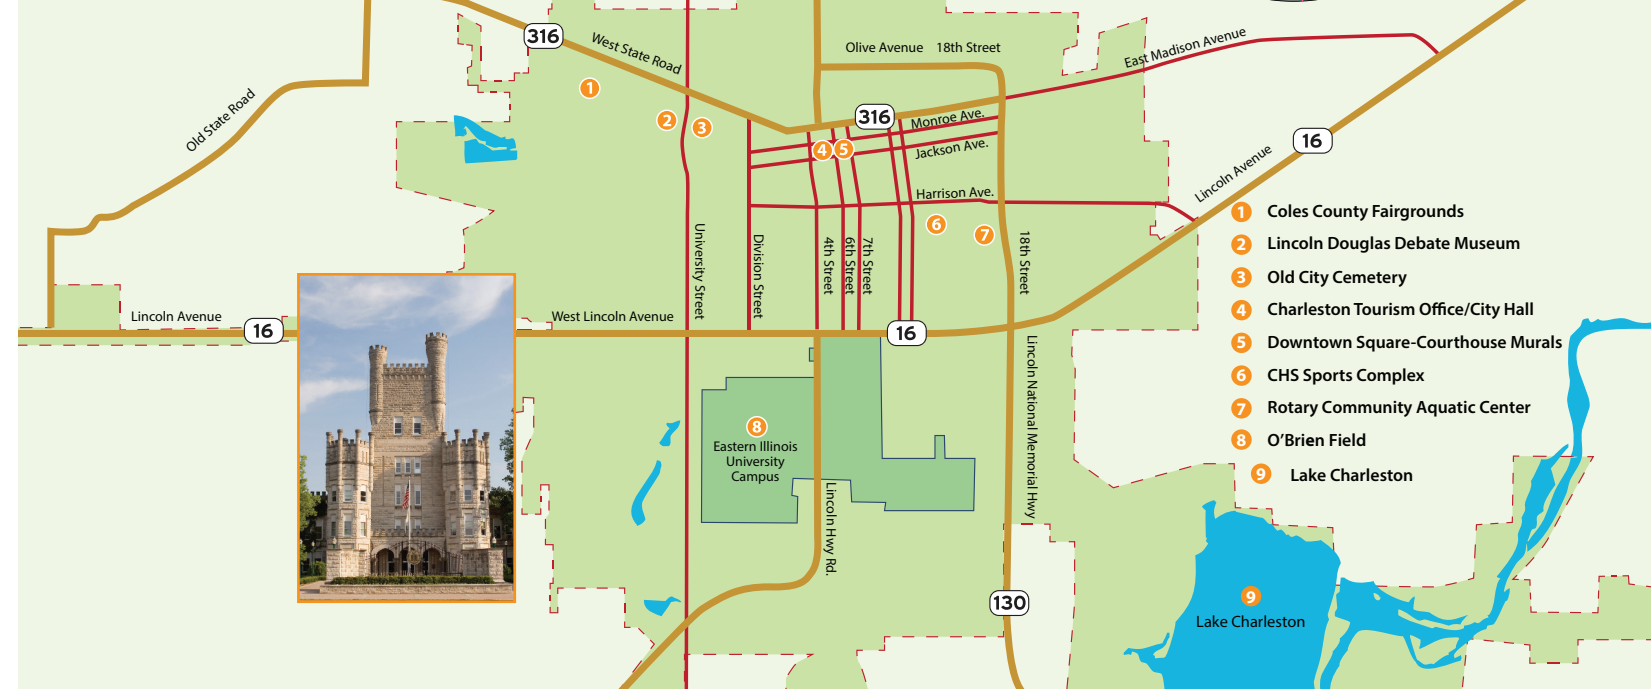 316
West State Road
Olive Avenue
18th Street
East Madison Avenue
1
2
3
316
Monroe Ave.
4
5
Jackson Ave.
Old State Road
16
Lincoln Avenue
Harrison Ave.
6
7
University Street
Division Street
4th Street
6th Street
7th Street
18th Street
1 Coles County Fairgrounds
2 Lincoln Douglas Debate Museum
3 Old City Cemetery
4 Charleston Tourism Office/City Hall
5 Downtown Square-Courthouse Murals
6 CHS Sports Complex
7 Rotary Community Aquatic Center
8 O'Brien Field
9 Lake Charleston
Lincoln Avenue
16
West Lincoln Avenue
16
Lincoln National Memorial Hwy
8
Eastern Illinois
University
Campus
Lincoln Hwy Rd.
130
9
Lake Charleston